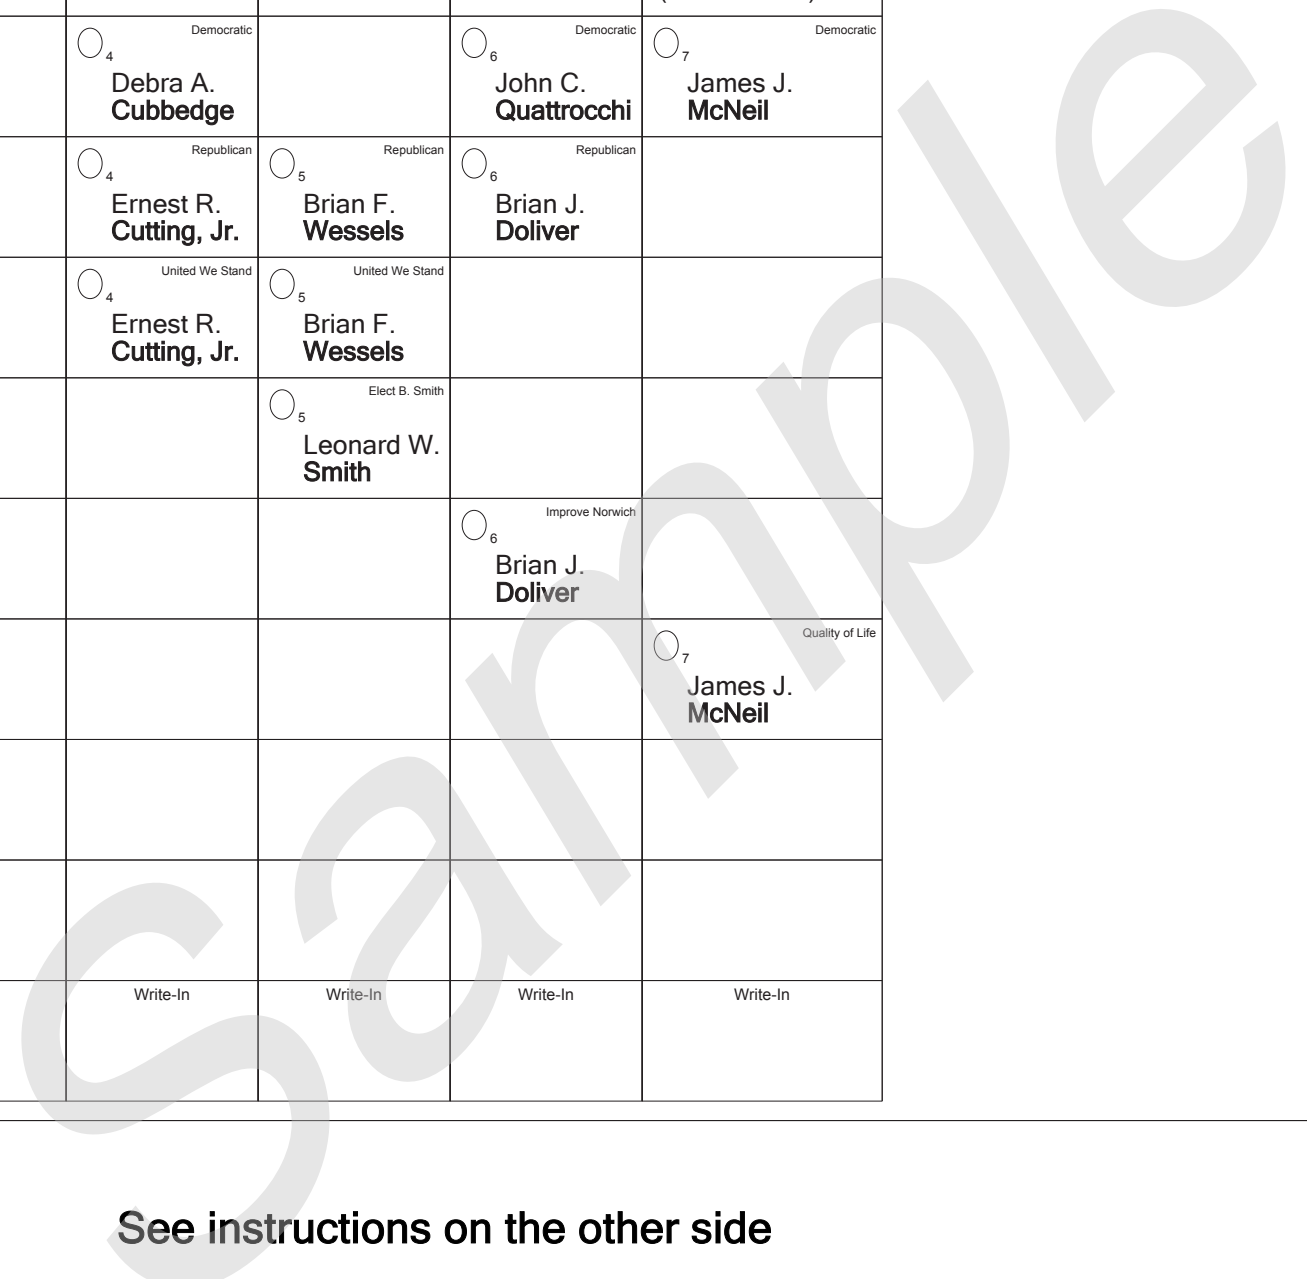 Democratic
4
Debra A.
Cubbedge
Democratic
6
John C.
Quattrocchi
Democratic
7
James J.
McNeil
Republican
4
Ernest R.
Cutting, Jr.
Republican
5
Brian F.
Wessels
Republican
6
Brian J.
Doliver
United We Stand
4
Ernest R.
Cutting, Jr.
United We Stand
5
Brian F.
Wessels
Elect B. Smith
5
Leonard W.
Smith
Improve Norwich
6
Brian J.
Doliver
Quality of Life
7
James J.
McNeil
Write-In
Write-In
Write-In
Write-In
See instructions on the other side
Sample